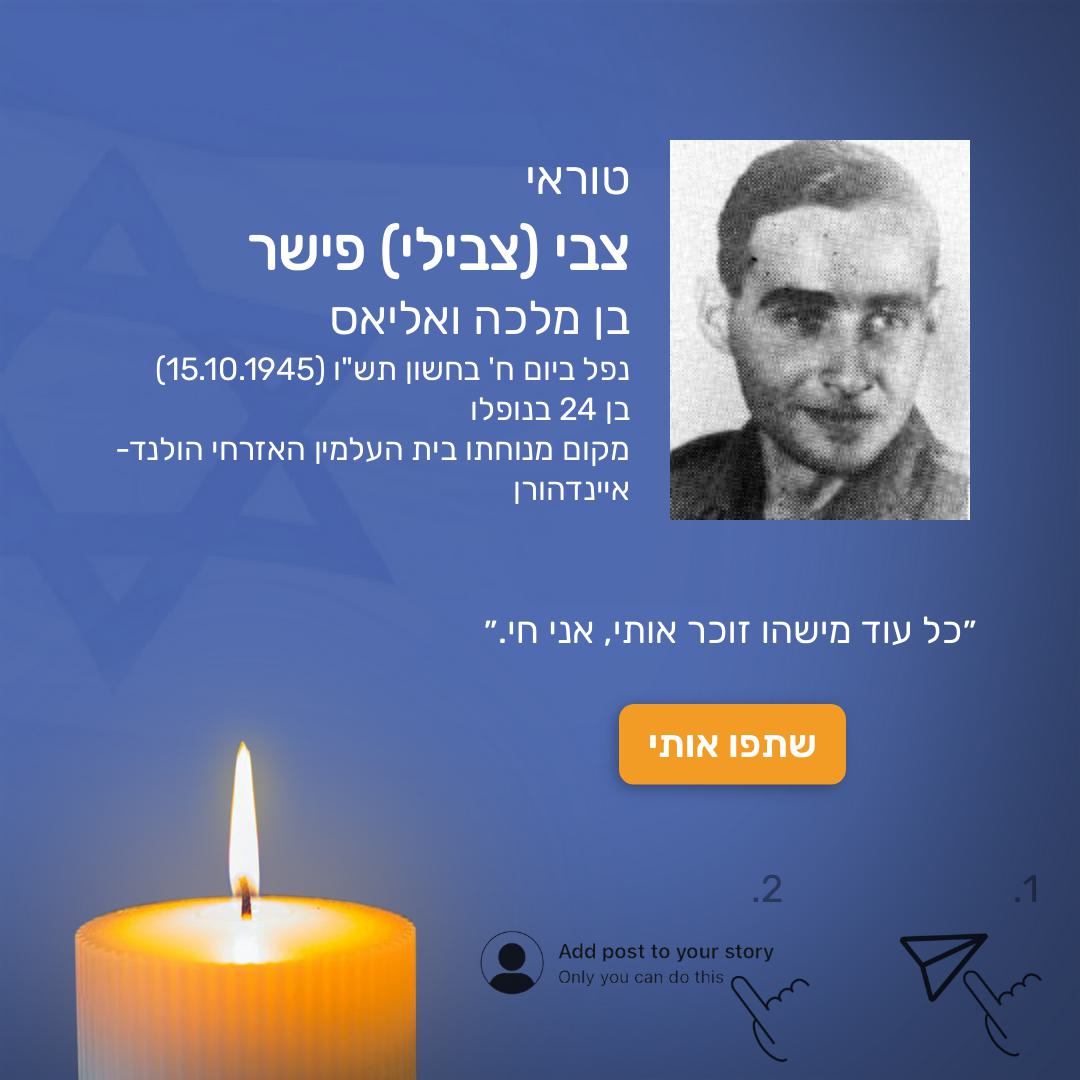 טוראי
צבי (צבילי) פישר
בן מלכה ואליאס
נפל ביום ח' בחשון תש"ו (15.10.1945)
בן 24 בנופלו
מקום מנוחתו בית העלמין האזרחי הולנד-
איינדהורן
״כל עוד מישהו זוכר אותי, אני חי.״
שתפו אותי
1.
2.
Add post to your story
Only you can do this